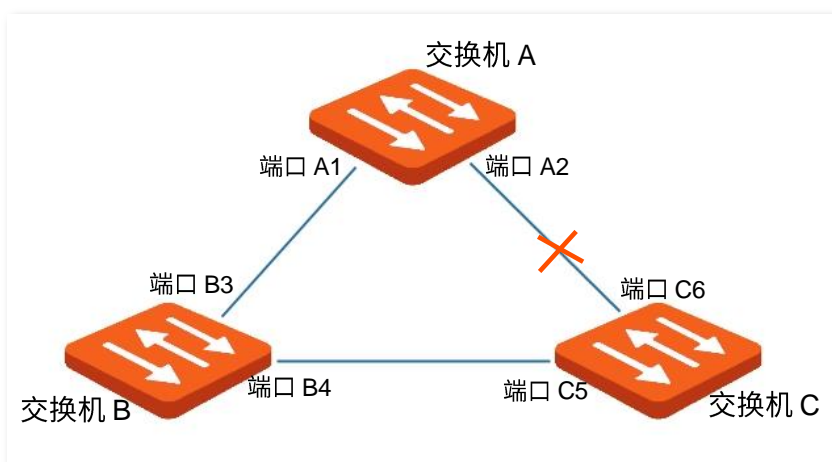 交换机 A
端口 A1
端口 A2
端口 B3
端口 C6
端口 B4
端口 C5
交换机 B
交换机 C